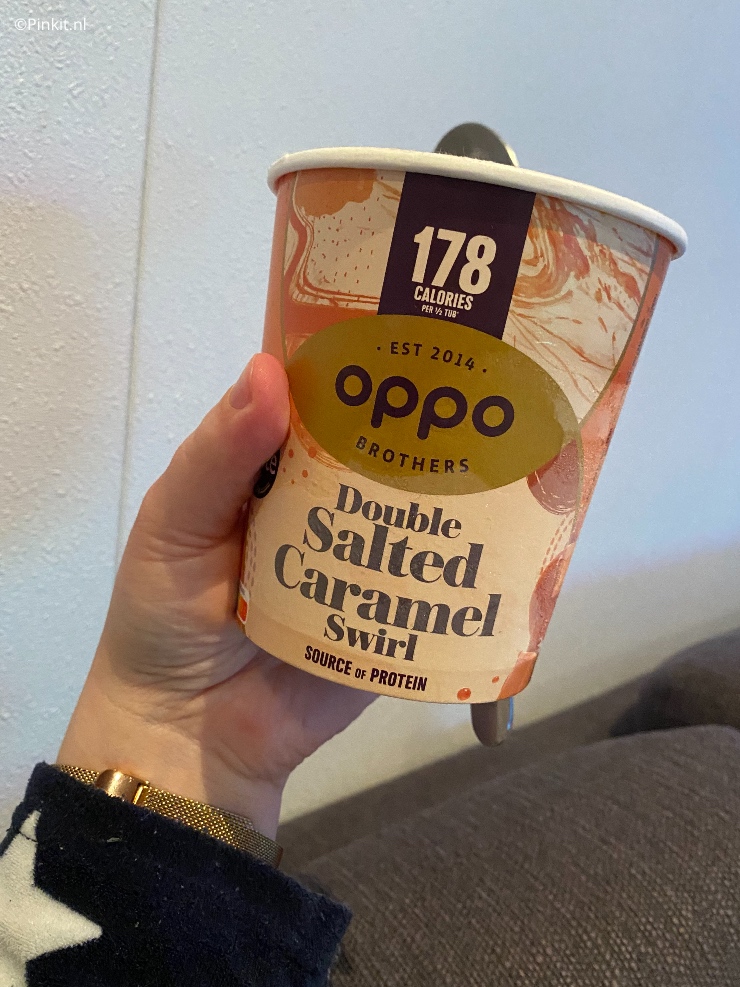 ©Pinkit.nl
178
CALORIES
PER ½ TUB*
· EST 2014 ·
oppo
BROTHERS
Double
Salted
Caramel
Swirl
SOURCE OF PROTEIN